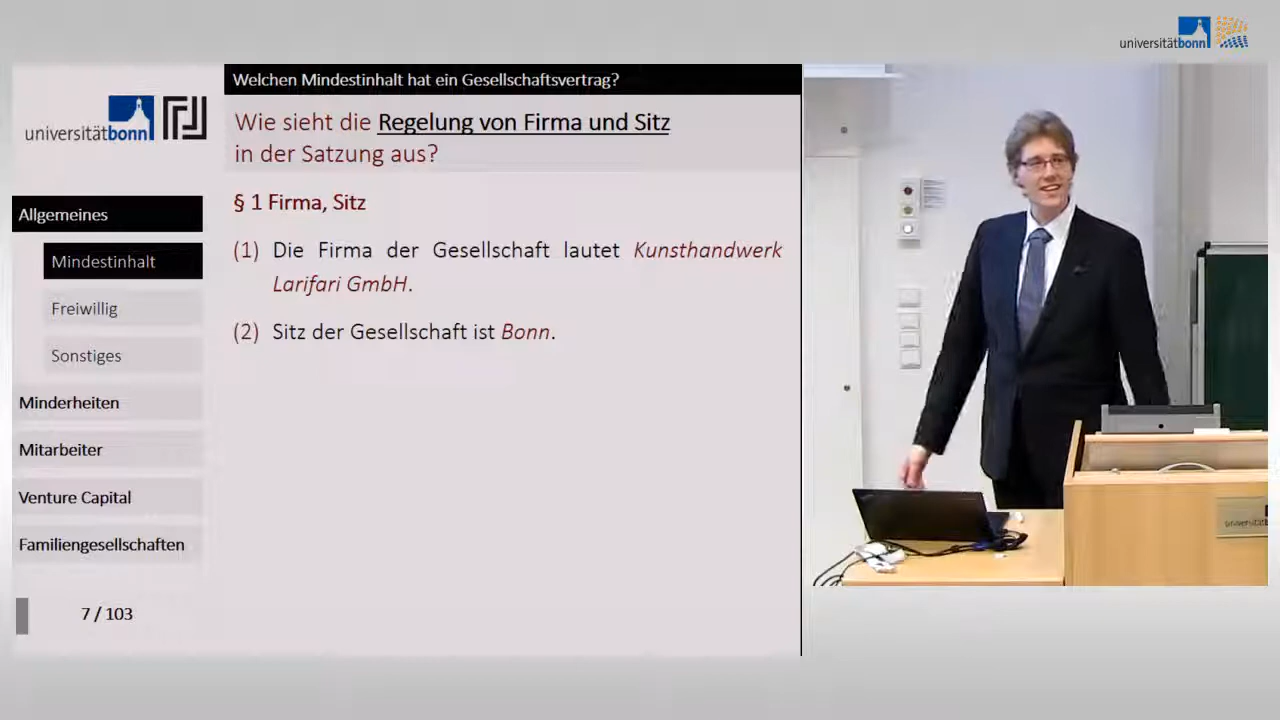 universitätbonn
Welchen Mindestinhalt hat ein Gesellschaftsvertrag?
universitätbonn
Wie sieht die Regelung von Firma und Sitz
in der Satzung aus?
Allgemeines
Mindestinhalt
Freiwillig
Sonstiges
Minderheiten
Mitarbeiter
Venture Capital
Familiengesellschaften
7 / 103
§ 1 Firma, Sitz
(1) Die Firma der Gesellschaft lautet Kunsthandwerk
Larifari GmbH.
(2) Sitz der Gesellschaft ist Bonn.